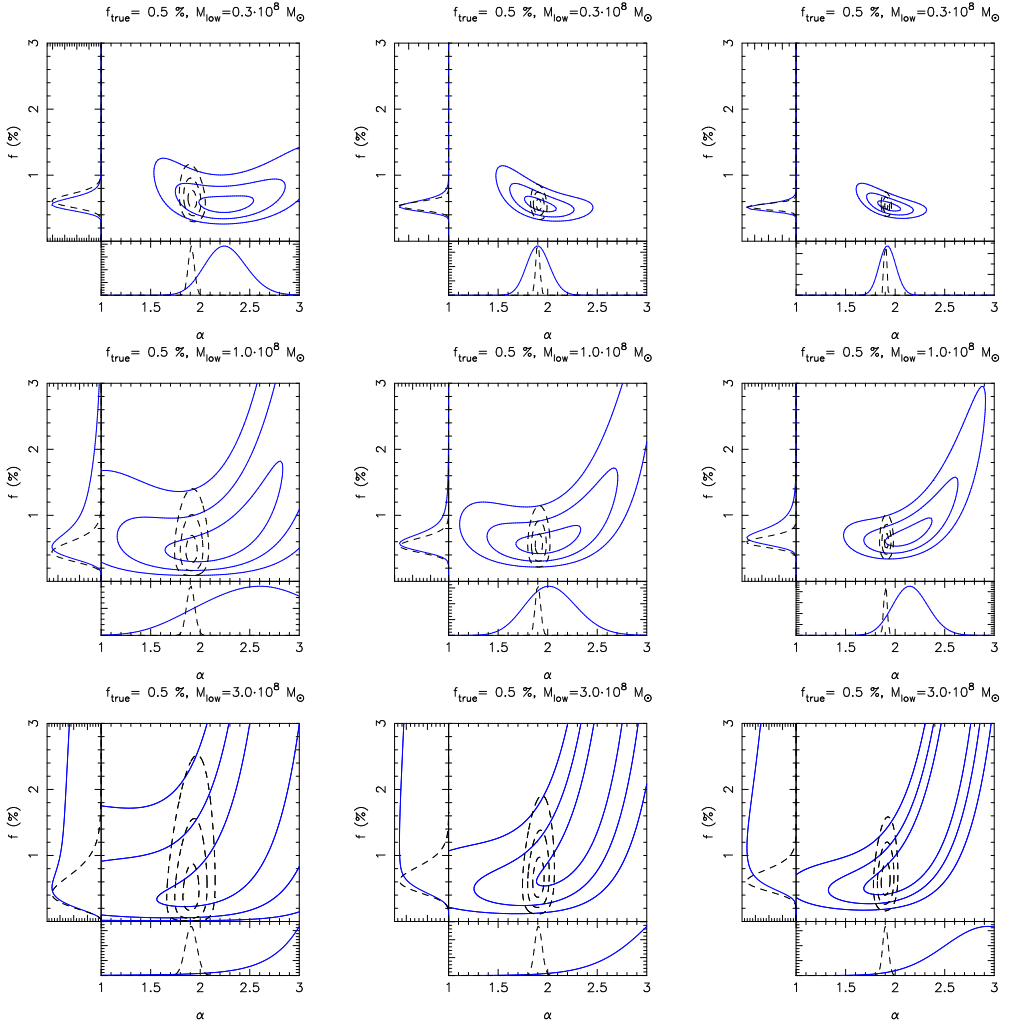 f_true= 0.5 %, M_low=0.3·10^8 M_⊙
f_true= 0.5 %, M_low=0.3·10^8 M_⊙
f_true= 0.5 %, M_low=0.3·10^8 M_⊙
3
2
1
f (%)
3
2
1
f (%)
3
2
1
f (%)
1 1.5 2 2.5 3
1 1.5 2 2.5 3
1 1.5 2 2.5 3
α
α
α
f_true= 0.5 %, M_low=1.0·10^8 M_⊙
f_true= 0.5 %, M_low=1.0·10^8 M_⊙
f_true= 0.5 %, M_low=1.0·10^8 M_⊙
3
2
1
f (%)
3
2
1
f (%)
3
2
1
f (%)
1 1.5 2 2.5 3
1 1.5 2 2.5 3
1 1.5 2 2.5 3
α
α
α
f_true= 0.5 %, M_low=3.0·10^8 M_⊙
f_true= 0.5 %, M_low=3.0·10^8 M_⊙
f_true= 0.5 %, M_low=3.0·10^8 M_⊙
3
2
1
f (%)
3
2
1
f (%)
3
2
1
f (%)
1 1.5 2 2.5 3
1 1.5 2 2.5 3
1 1.5 2 2.5 3
α
α
α